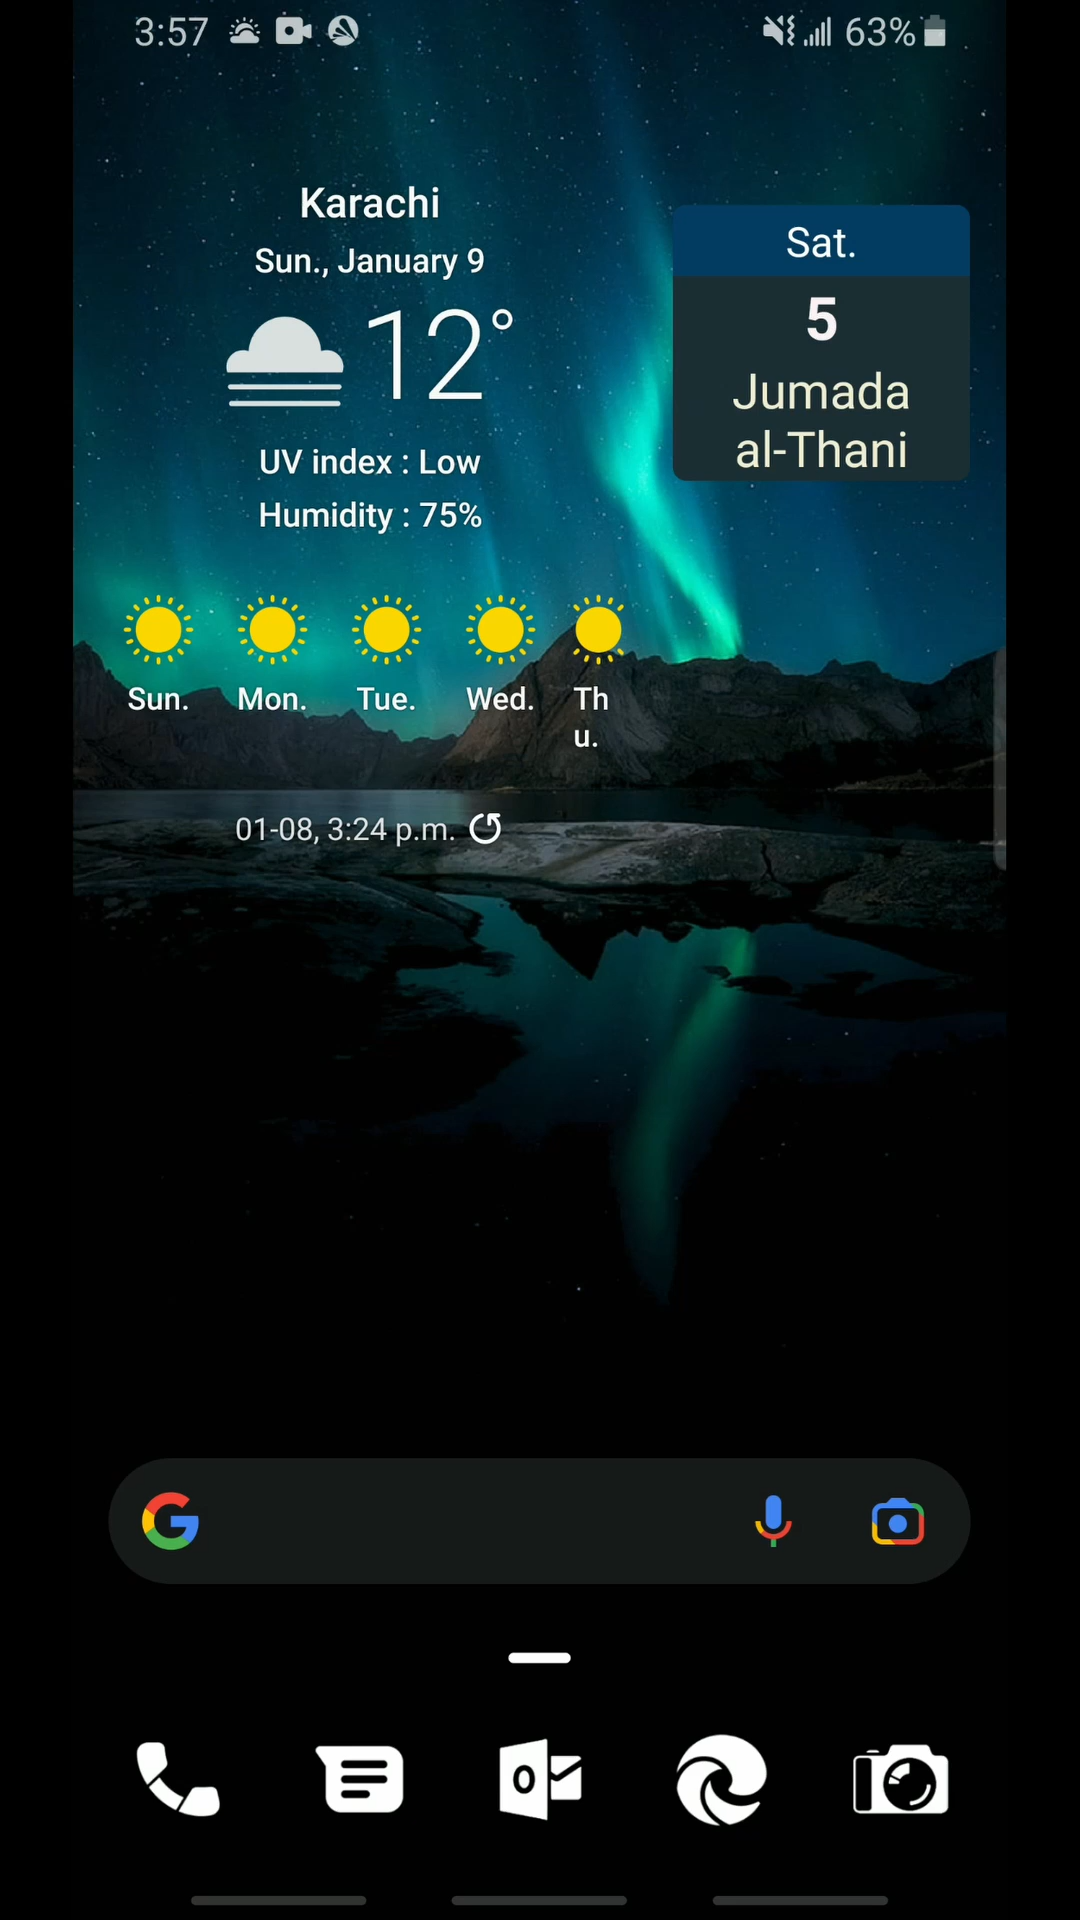 3:57 63%
Karachi
Sun., January 9
12°
UV index : Low
Humidity : 75%
Sat.
5
Jumada
al-Thani
Sun. Mon. Tue. Wed. Th
u.
01-08, 3:24 p.m.